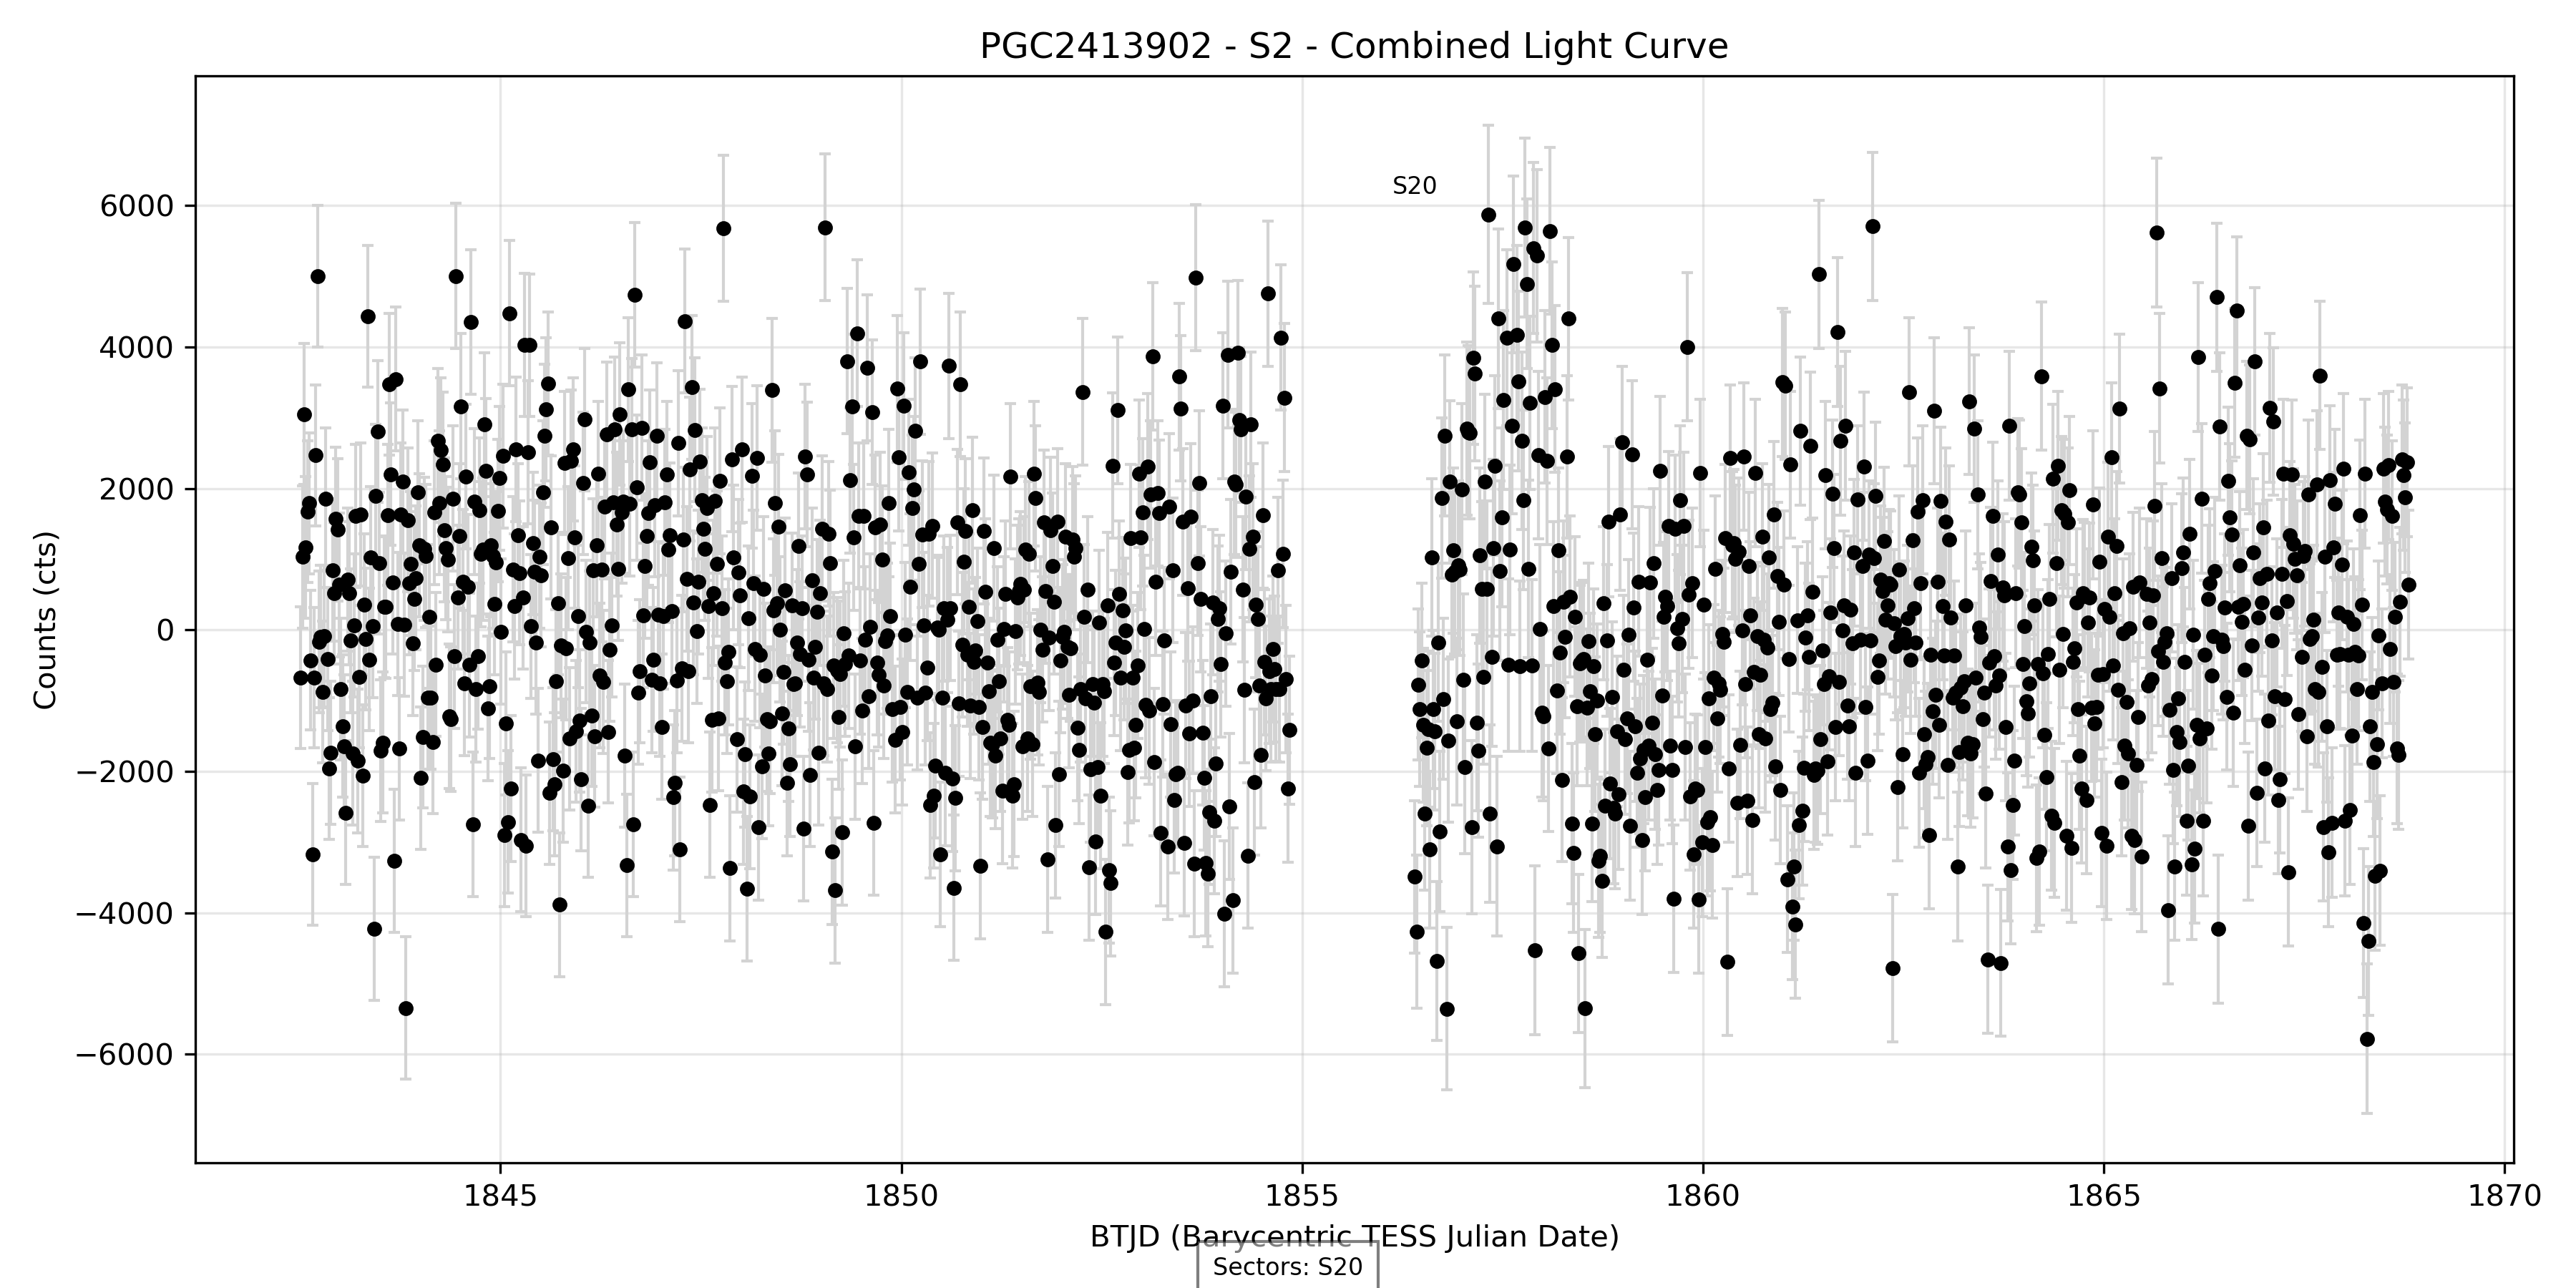 PGC2413902 - S2 - Combined Light Curve
S20
6000
4000
2000
0
−2000
−4000
−6000
Counts (cts)
1845 1850 1855 1860 1865 1870
BTJD (Barycentric TESS Julian Date)
Sectors: S20